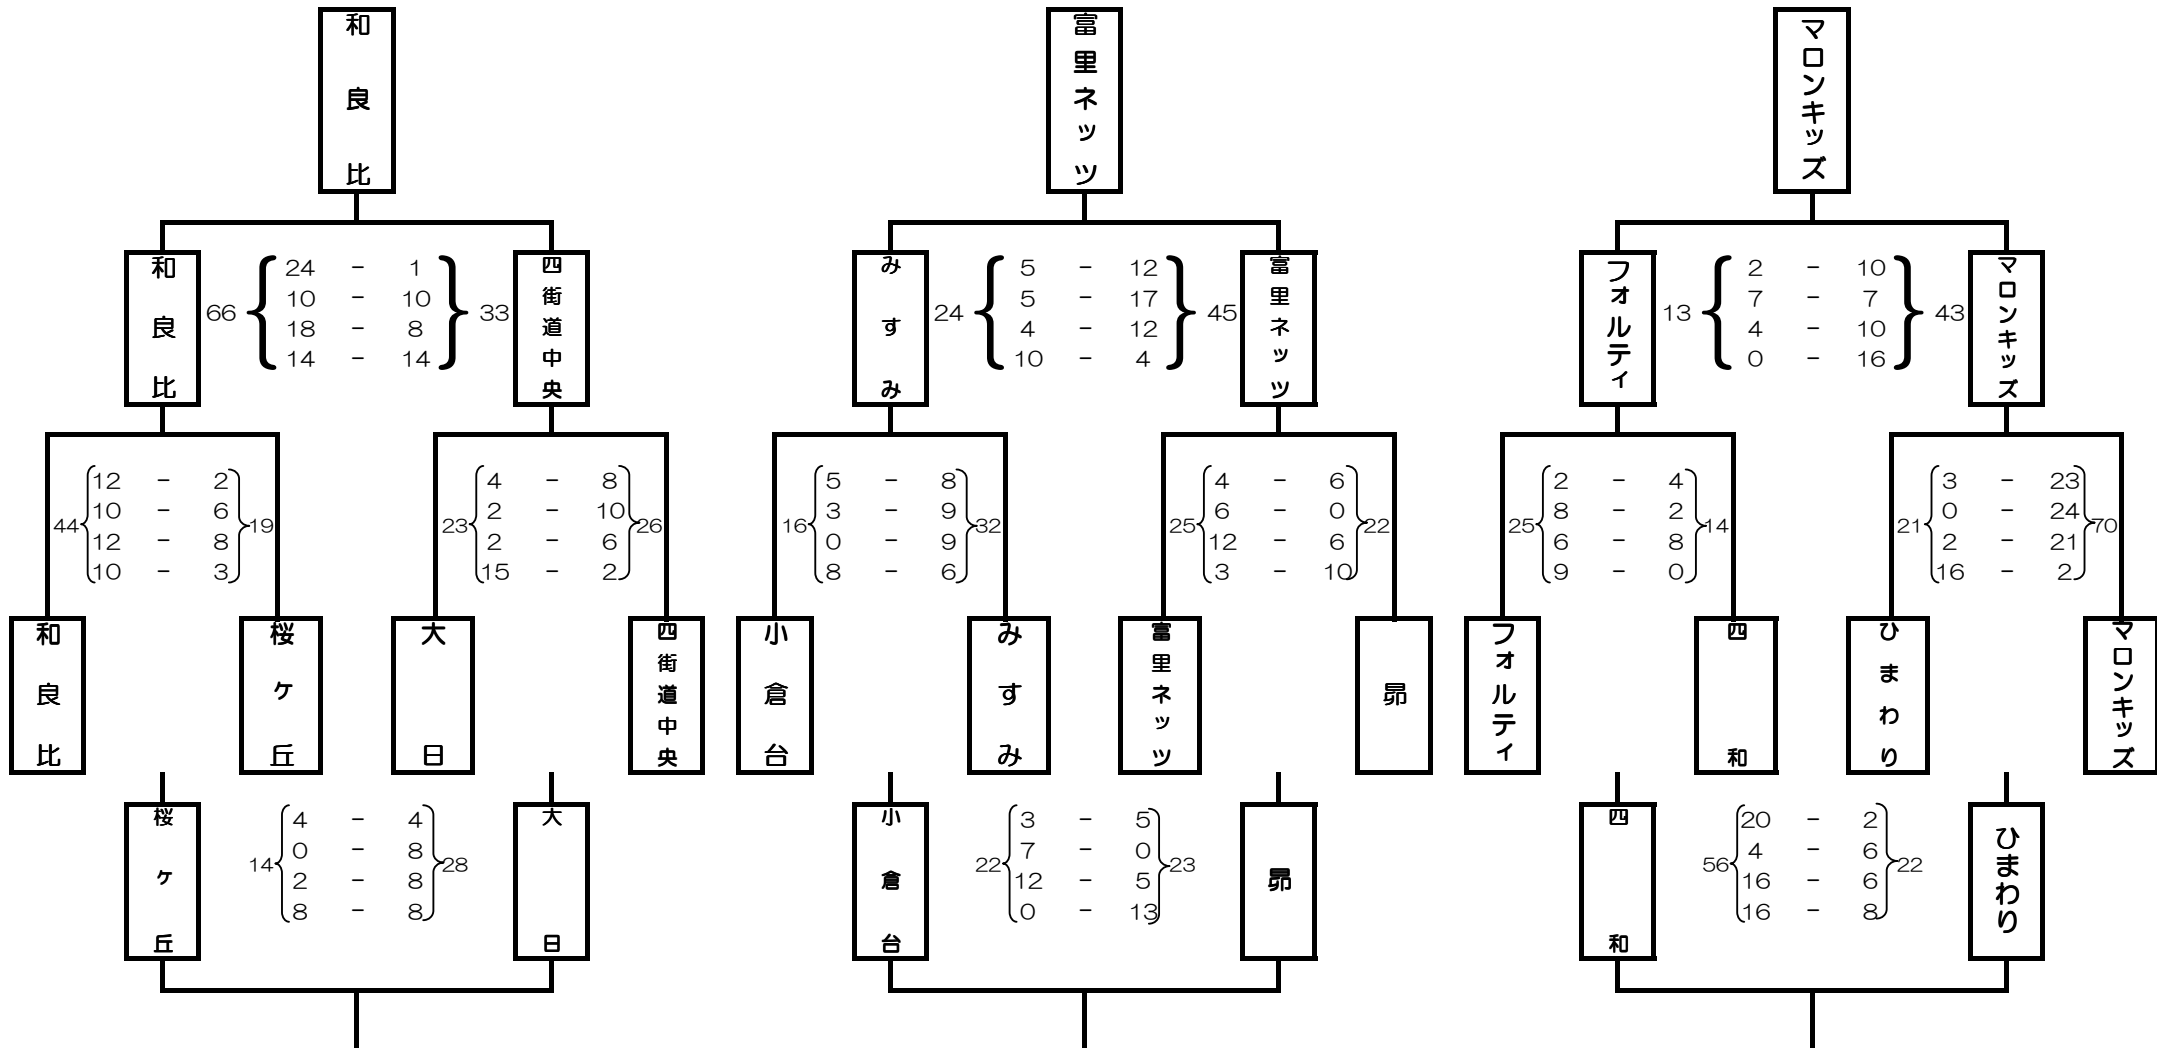 和良比
富里ネッツ
マロンキッズ
和良比
66
24 - 1
10 - 10
18 - 8
14 - 14
33
四街道中央
みすみ
24
5 - 12
5 - 17
4 - 12
10 - 4
45
富里ネッツ
フォルティ
13
2 - 10
7 - 7
4 - 10
0 - 16
43
マロンキッズ
44
12 - 2
10 - 6
12 - 8
10 - 3
19
23
4 - 8
2 - 10
2 - 6
15 - 2
26
16
5 - 8
3 - 9
0 - 9
8 - 6
32
25
4 - 6
6 - 0
12 - 6
3 - 10
22
25
2 - 4
8 - 2
6 - 8
9 - 0
14
21
3 - 23
0 - 24
2 - 21
16 - 2
70
和良比
桜ケ丘
大日
四街道中央
小倉台
みすみ
富里ネッツ
昴
フォルティ
四和
ひまわり
マロンキッズ
桜ケ丘
14
4 - 4
0 - 8
2 - 8
8 - 8
28
大日
小倉台
22
3 - 5
7 - 0
12 - 5
0 - 13
23
昴
四和
56
20 - 2
4 - 6
16 - 6
16 - 8
22
ひまわり